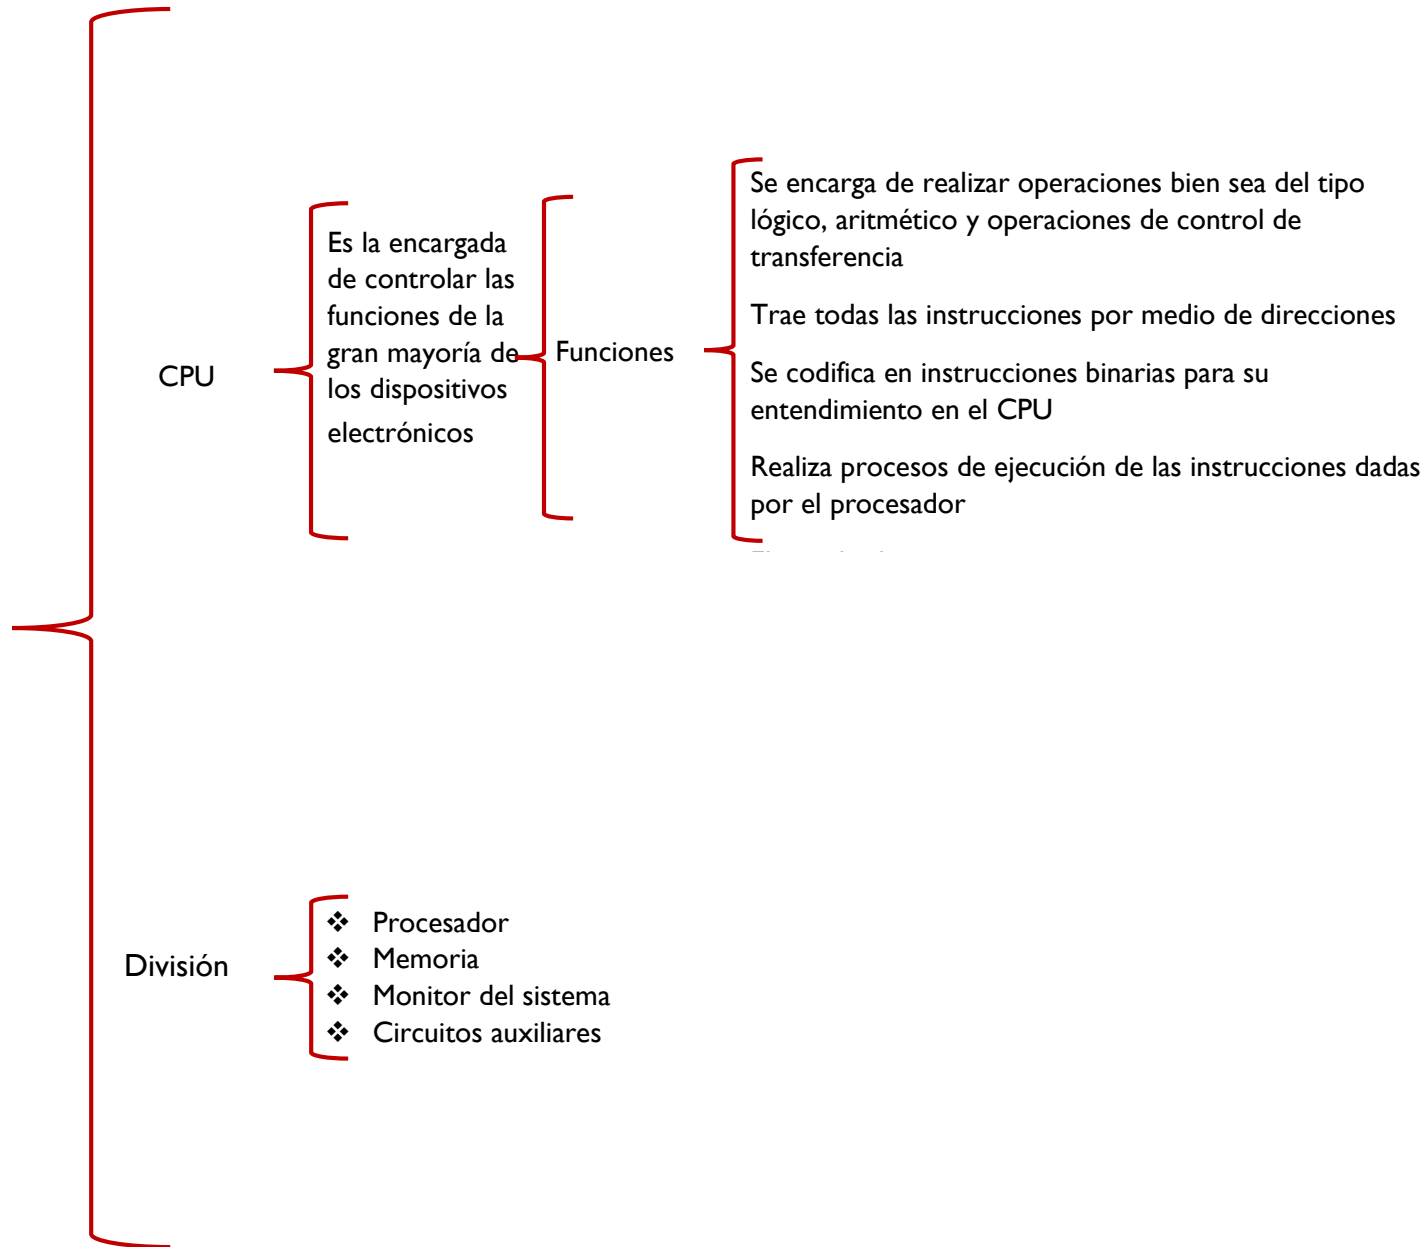 CPU
Es la encargada
de controlar las
funciones de la
gran mayoría de
los dispositivos
electrónicos
Funciones
Se encarga de realizar operaciones bien sea del tipo
lógico, aritmético y operaciones de control de
transferencia
Trae todas las instrucciones por medio de direcciones
Se codifica en instrucciones binarias para su
entendimiento en el CPU
Realiza procesos de ejecución de las instrucciones dadas
por el procesador
División
❖ Procesador
❖ Memoria
❖ Monitor del sistema
❖ Circuitos auxiliares